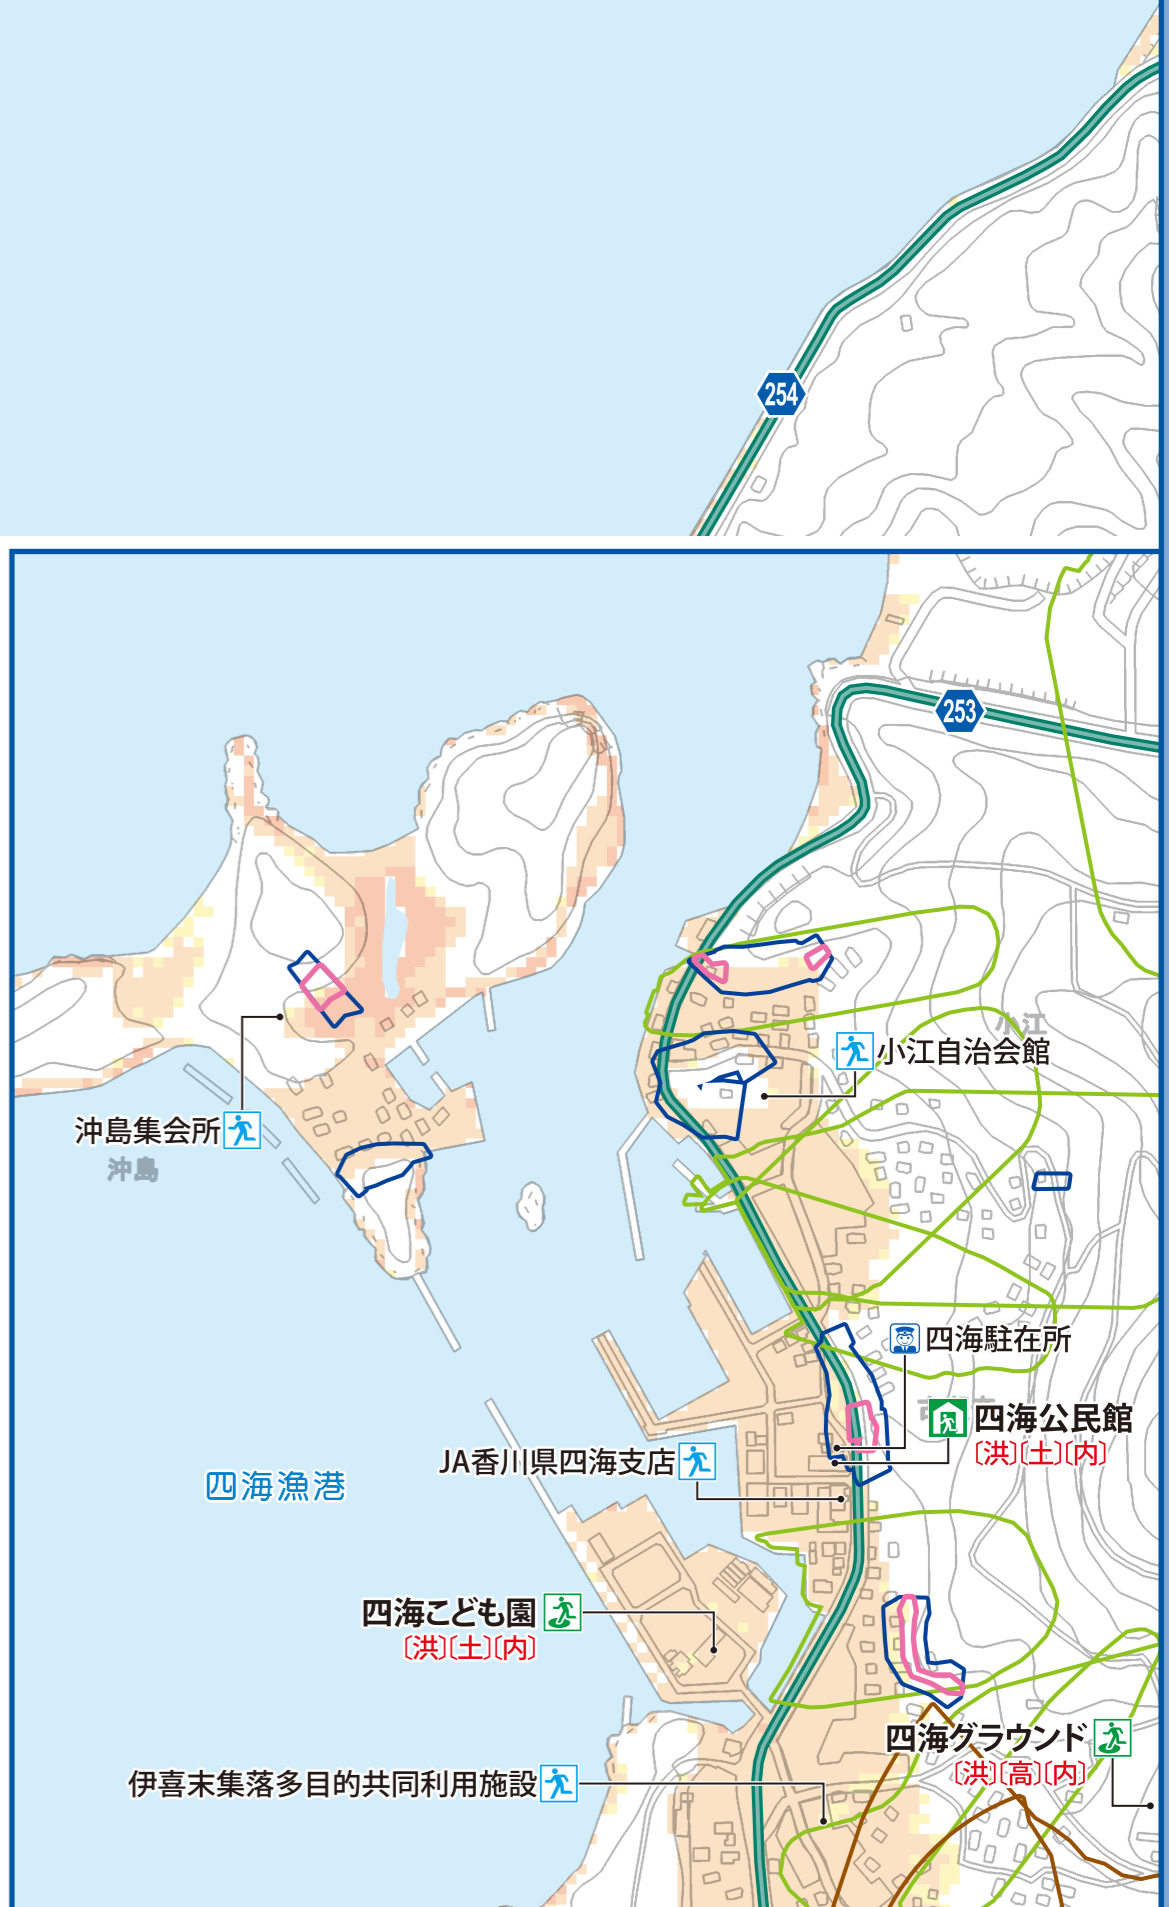 254
253
小江
小江自治会館
沖島集会所
沖島
四海駐在所
四海公民館
〔洪〕〔土〕〔内〕
JA香川県四海支店
四海漁港
四海こども園
〔洪〕〔土〕〔内〕
四海グラウンド
〔洪〕〔高〕〔内〕
伊喜末集落多目的共同利用施設